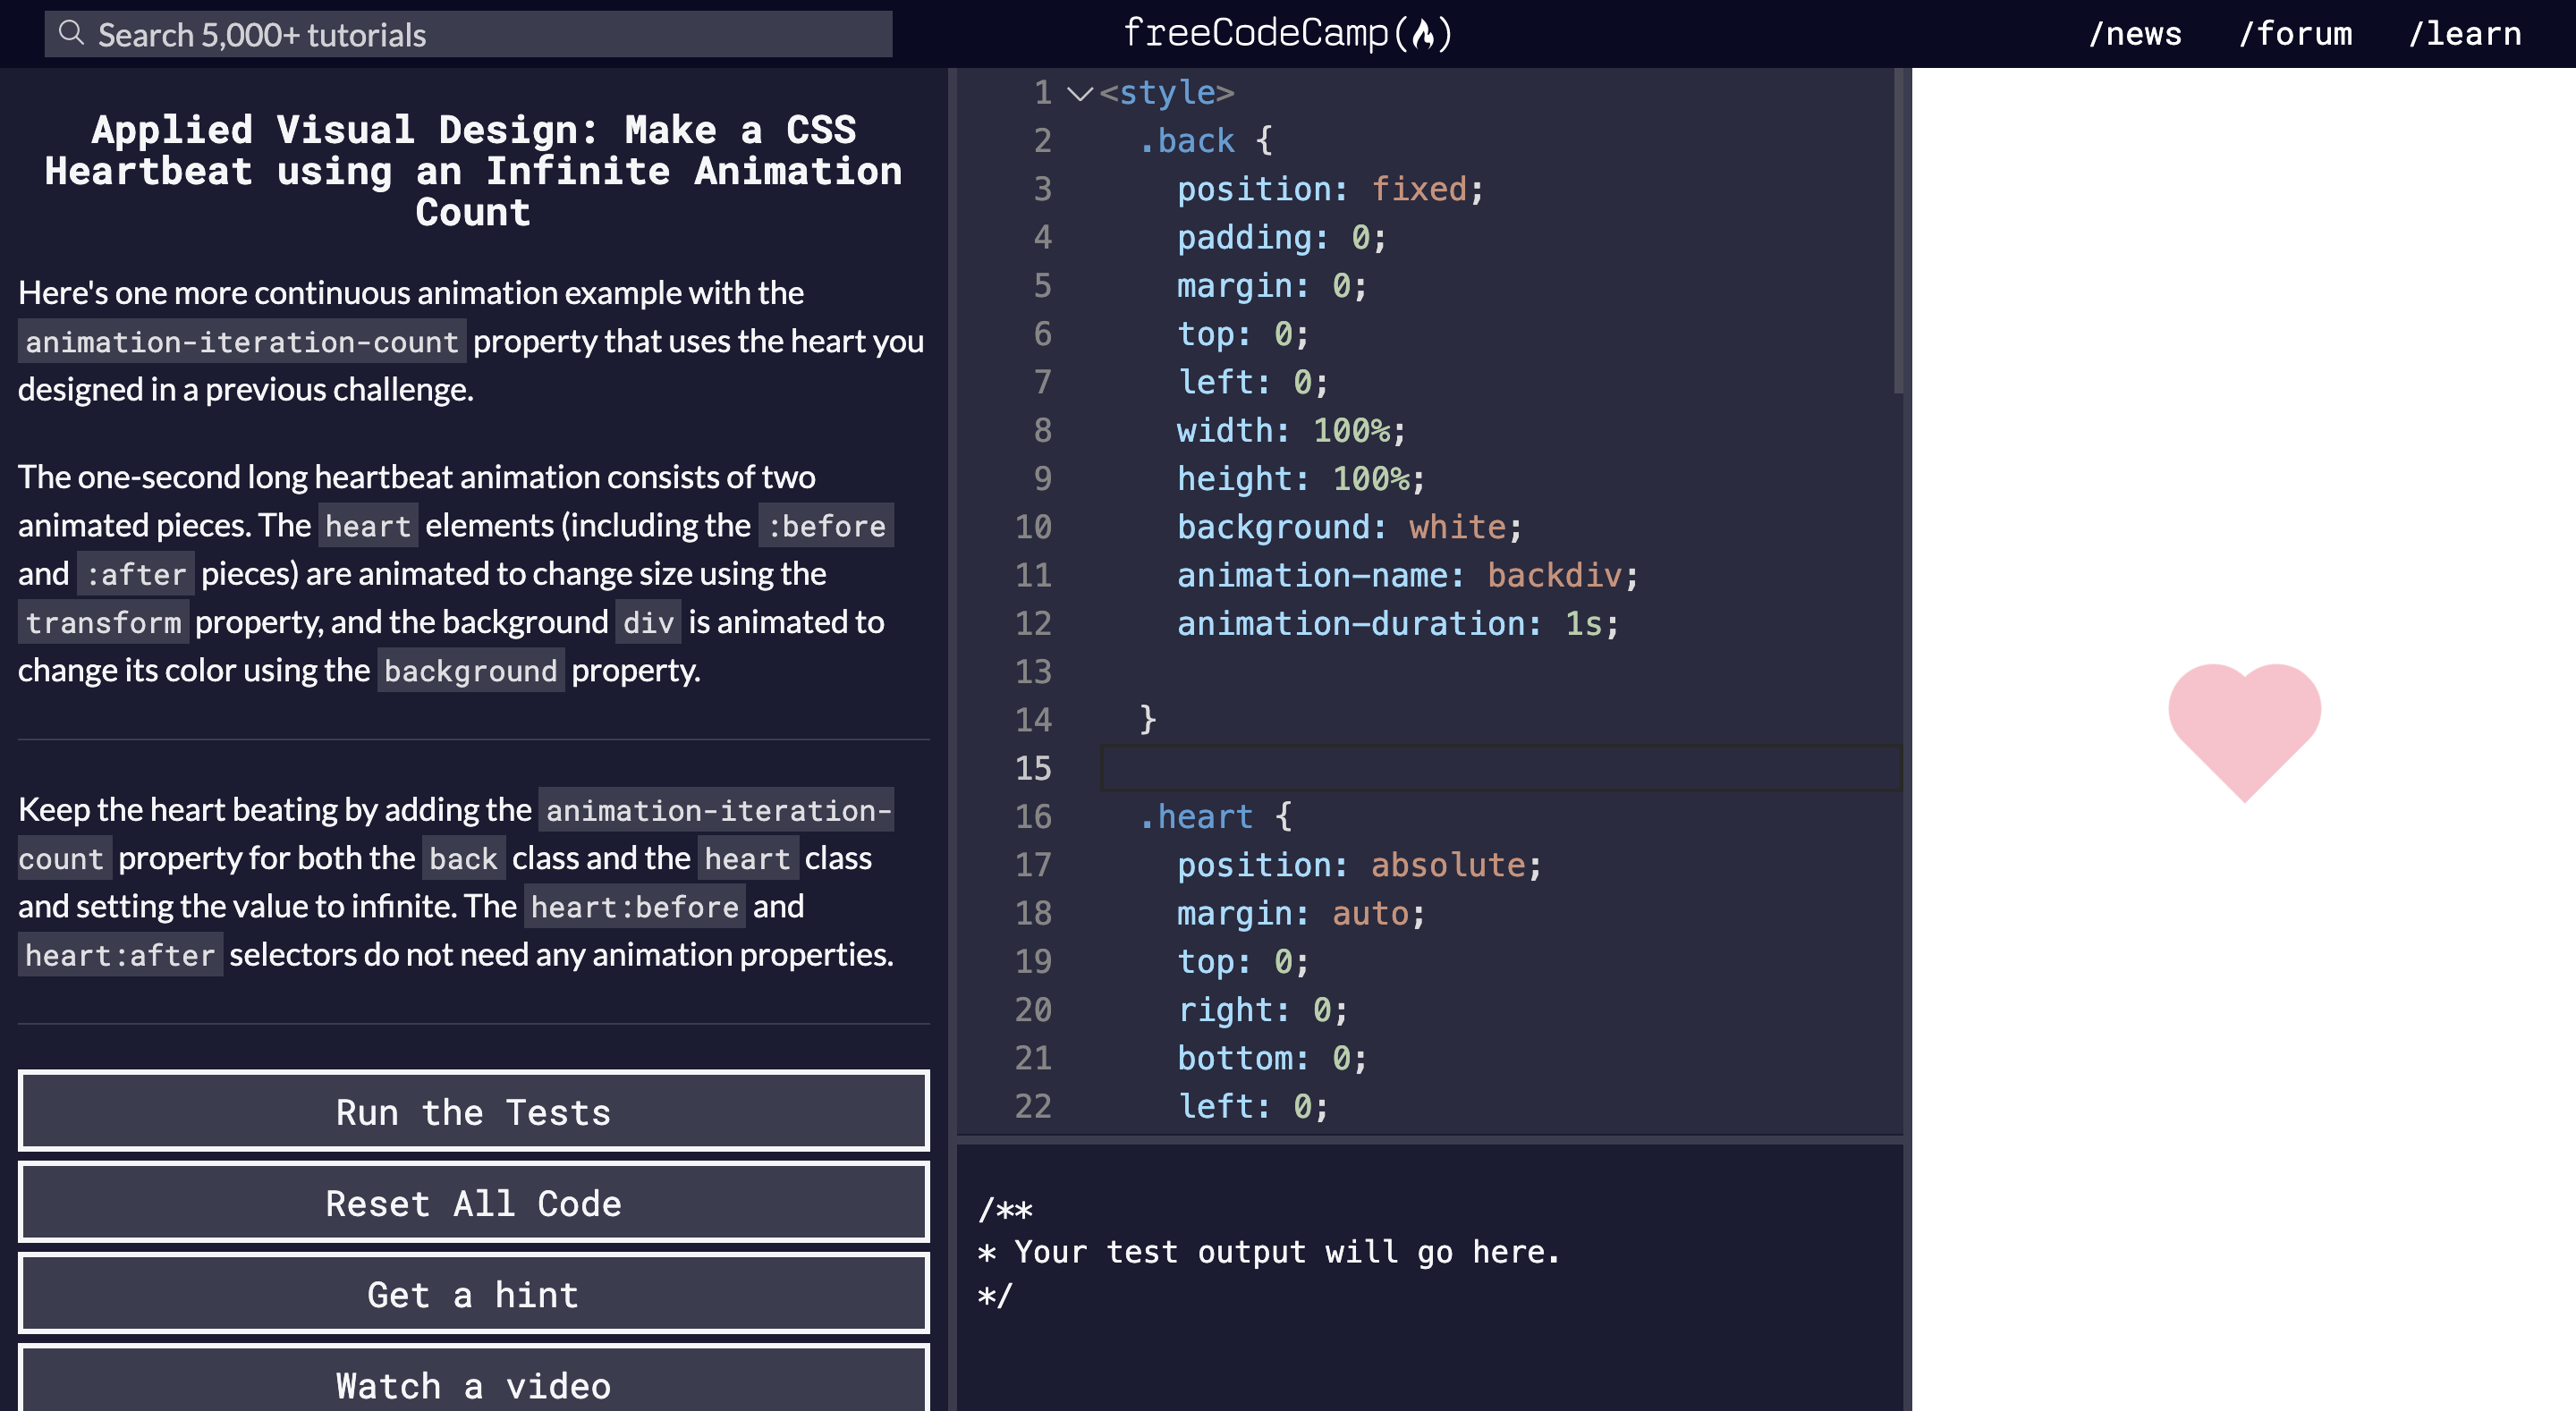 Search 5,000+ tutorials
freeCodeCamp()
/news /forum /learn
Applied Visual Design: Make a CSS
Heartbeat using an Infinite Animation
Count
Here's one more continuous animation example with the
animation-iteration-count property that uses the heart you
designed in a previous challenge.
The one-second long heartbeat animation consists of two
animated pieces. The heart elements (including the :before
and :after pieces) are animated to change size using the
transform property, and the background div is animated to
change its color using the background property.
Keep the heart beating by adding the animation-iteration-
count property for both the back class and the heart class
and setting the value to infinite. The heart:before and
heart:after selectors do not need any animation properties.
Run the Tests
Reset All Code
Get a hint
Watch a video
1 <style>
2 .back {
3 position: fixed;
4 padding: 0;
5 margin: 0;
6 top: 0;
7 left: 0;
8 width: 100%;
9 height: 100%;
10 background: white;
11 animation-name: backdiv;
12 animation-duration: 1s;
13
14 }
15
16 .heart {
17 position: absolute;
18 margin: auto;
19 top: 0;
20 right: 0;
21 bottom: 0;
22 left: 0;
/**
* Your test output will go here.
*/